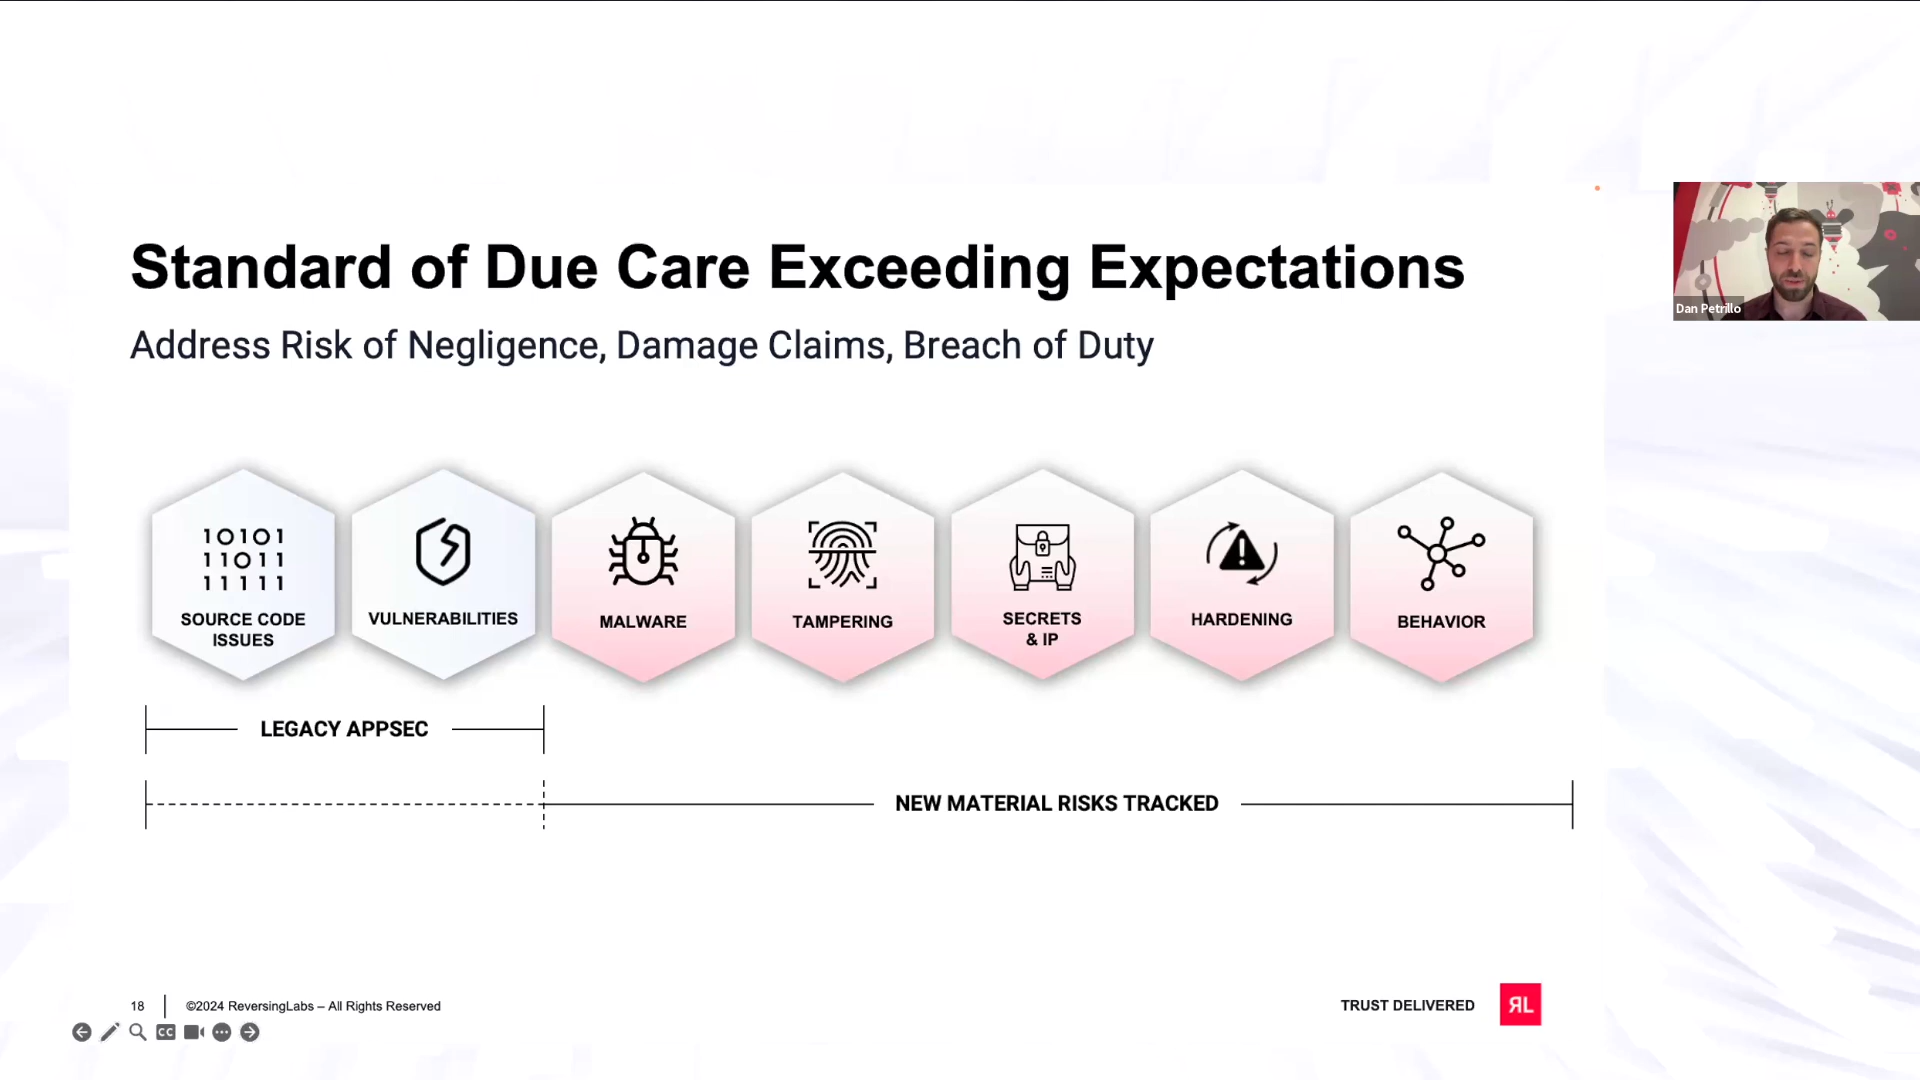 Standard of Due Care Exceeding Expectations
Address Risk of Negligence, Damage Claims, Breach of Duty
Dan Petrillo
10101
11011
11111
SOURCE CODE
ISSUES
VULNERABILITIES
MALWARE
TAMPERING
SECRETS
& IP
HARDENING
BEHAVIOR
LEGACY APPSEC
NEW MATERIAL RISKS TRACKED
18
©2024 ReversingLabs – All Rights Reserved
TRUST DELIVERED
RL
CC